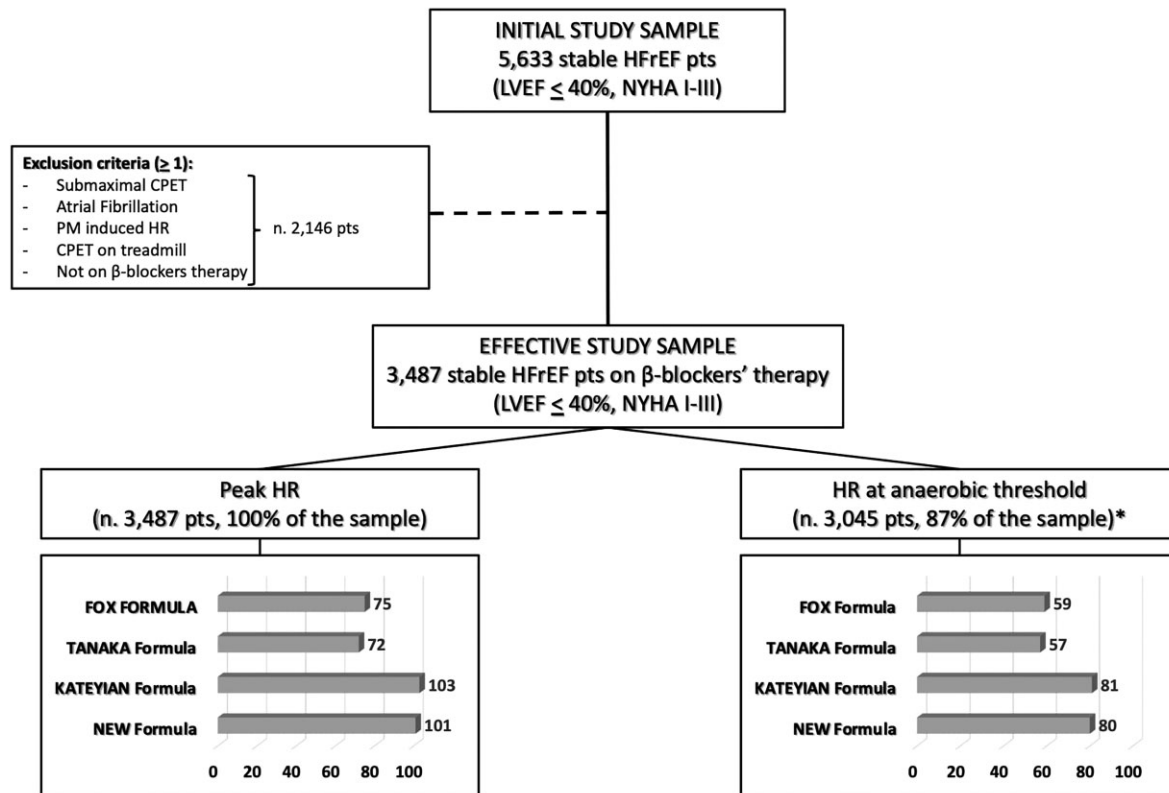 INITIAL STUDY SAMPLE
5,633 stable HFrEF pts
(LVEF ≤ 40%, NYHA I-III)
Exclusion criteria (≥ 1):
- Submaximal CPET
- Atrial Fibrillation
- PM induced HR
- CPET on treadmill
- Not on β-blockers therapy
n. 2,146 pts
EFFECTIVE STUDY SAMPLE
3,487 stable HFrEF pts on β-blockers’ therapy
(LVEF ≤ 40%, NYHA I-III)
Peak HR
(n. 3,487 pts, 100% of the sample)
FOX FORMULA 75
TANAKA Formula 72
KATEYIAN Formula 103
NEW Formula 101
0 20 40 60 80 100
HR at anaerobic threshold
(n. 3,045 pts, 87% of the sample)*
FOX Formula 59
TANAKA Formula 57
KATEYIAN Formula 81
NEW Formula 80
0 20 40 60 80 100